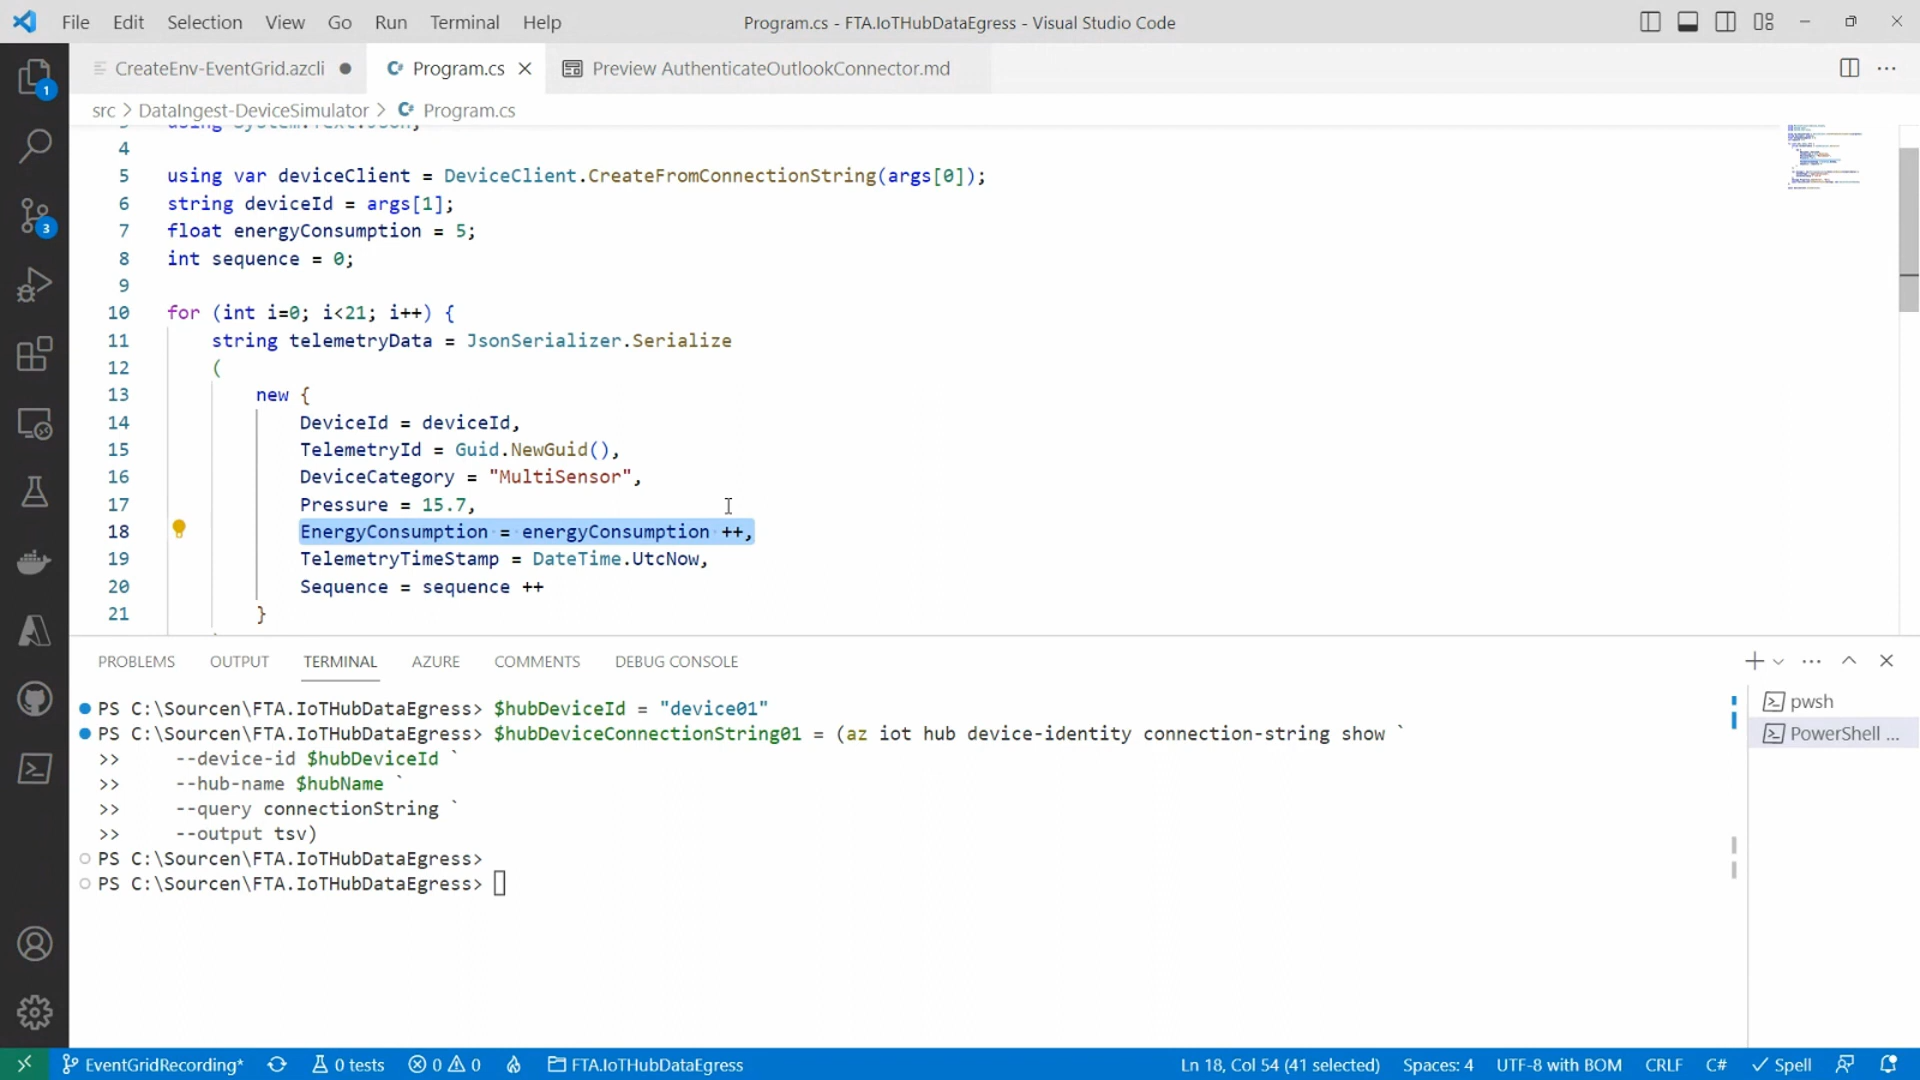 File Edit Selection View Go Run Terminal Help Program.cs - FTA.IoTHubDataEgress - Visual Studio Code
CreateEnv-EventGrid.azcli Program.cs Preview AuthenticateOutlookConnector.md
src > DataIngest-DeviceSimulator > Program.cs
3 using System.Text.Json;
4
5 using var deviceClient = DeviceClient.CreateFromConnectionString(args[0]);
6 string deviceId = args[1];
7 float energyConsumption = 5;
8 int sequence = 0;
9
10 for (int i=0; i<21; i++) {
11 string telemetryData = JsonSerializer.Serialize
12 (
13 new {
14 DeviceId = deviceId,
15 TelemetryId = Guid.NewGuid(),
16 DeviceCategory = "MultiSensor",
17 Pressure = 15.7,
18 EnergyConsumption = energyConsumption ++,
19 TelemetryTimeStamp = DateTime.UtcNow,
20 Sequence = sequence ++
21 }
PROBLEMS OUTPUT TERMINAL AZURE COMMENTS DEBUG CONSOLE
PS C:\Sourcen\FTA.IoTHubDataEgress> $hubDeviceId = "device01"
PS C:\Sourcen\FTA.IoTHubDataEgress> $hubDeviceConnectionString01 = (az iot hub device-identity connection-string show `
>> --device-id $hubDeviceId `
>> --hub-name $hubName `
>> --query connectionString `
>> --output tsv)
PS C:\Sourcen\FTA.IoTHubDataEgress>
PS C:\Sourcen\FTA.IoTHubDataEgress>
pwsh
PowerShell ...
1
3
EventGridRecording* 0 tests 0 0 FTA.IoTHubDataEgress Ln 18, Col 54 (41 selected) Spaces: 4 UTF-8 with BOM CRLF C# Spell